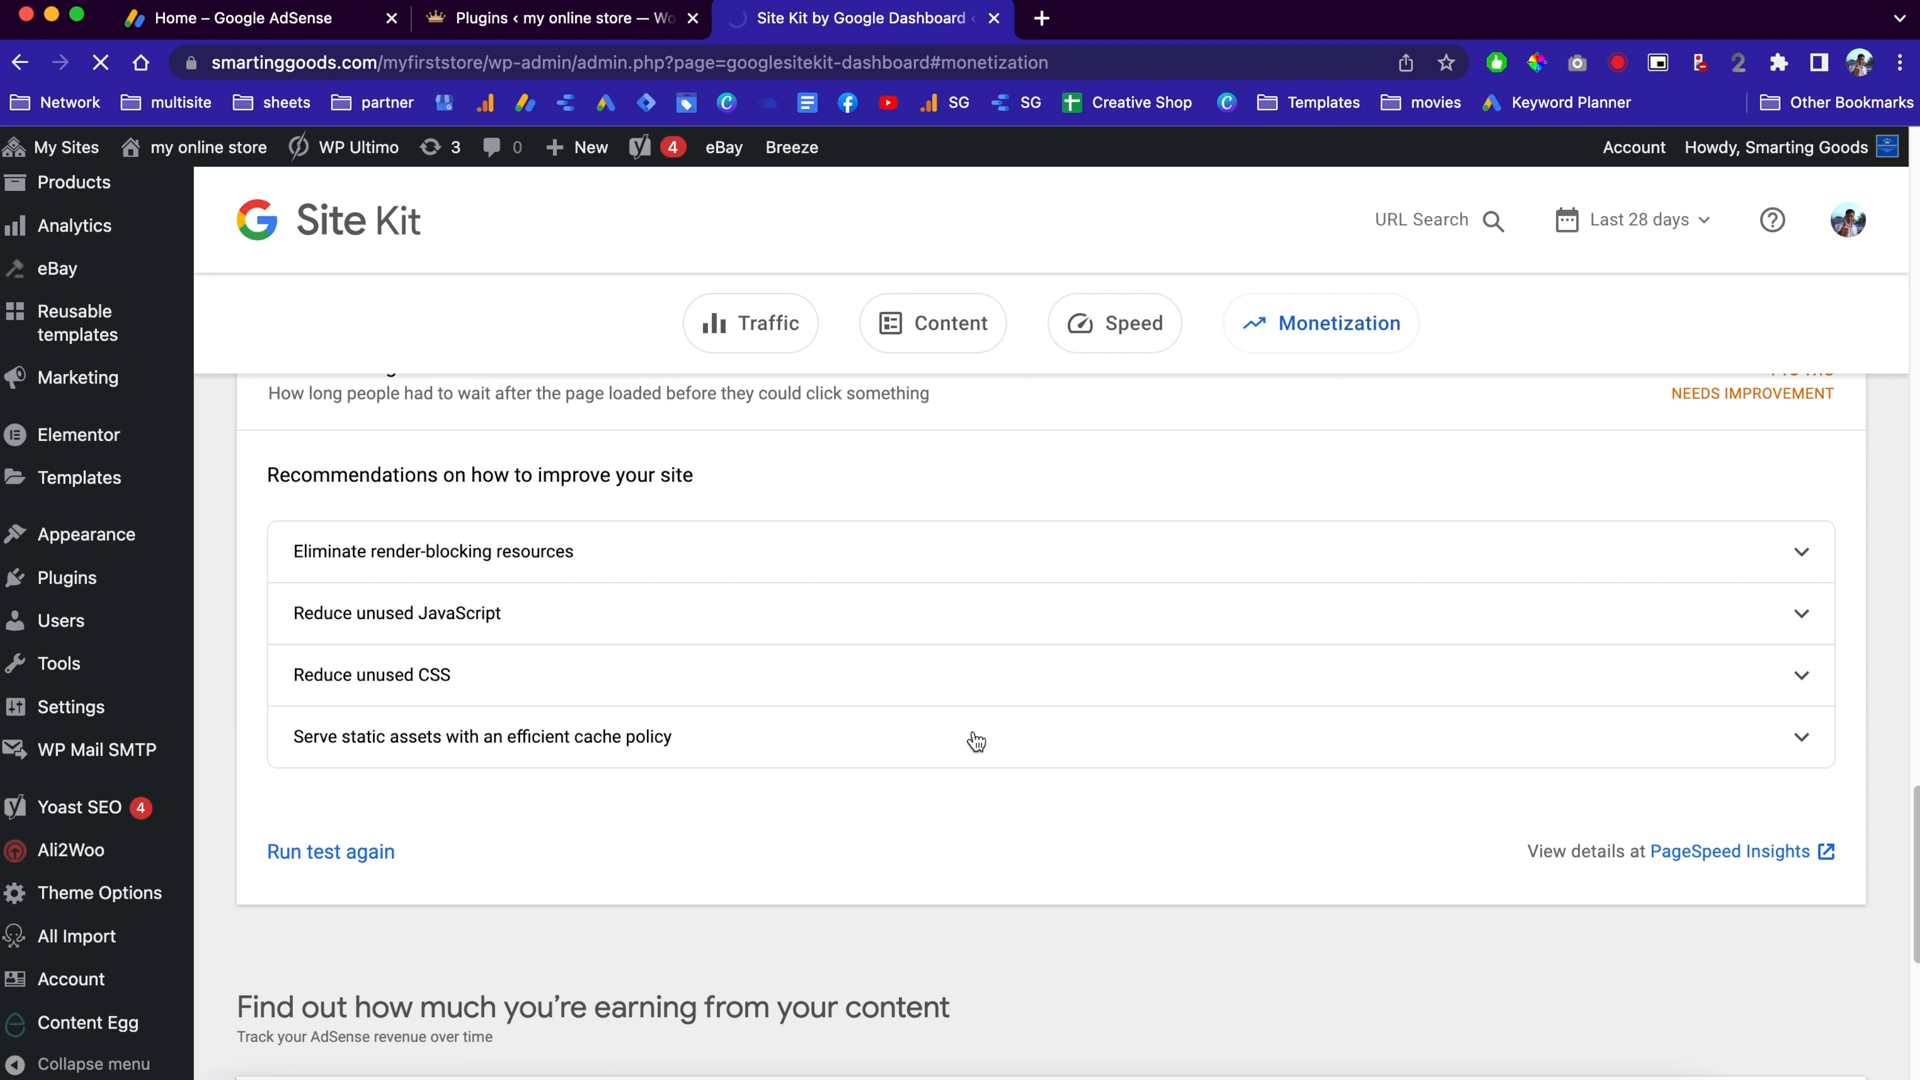 Home – Google AdSense
Plugins ‹ my online store — Wo
Site Kit by Google Dashboard ‹
smartinggoods.com/myfirststore/wp-admin/admin.php?page=googlesitekit-dashboard#monetization
2
Network
multisite
sheets
partner
SG
SG
Creative Shop
Templates
movies
Keyword Planner
Other Bookmarks
My Sites
my online store
WP Ultimo
3
0
New
4
eBay
Breeze
Account
Howdy, Smarting Goods
Products
Analytics
eBay
Reusable
templates
Marketing
Elementor
Templates
Appearance
Plugins
Users
Tools
Settings
WP Mail SMTP
Yoast SEO 4
Ali2Woo
Theme Options
All Import
Account
Content Egg
Collapse menu
Site Kit
URL Search
Last 28 days
Traffic
Content
Speed
Monetization
How long people had to wait after the page loaded before they could click something
NEEDS IMPROVEMENT
Recommendations on how to improve your site
Eliminate render-blocking resources
Reduce unused JavaScript
Reduce unused CSS
Serve static assets with an efficient cache policy
Run test again
View details at PageSpeed Insights
Find out how much you're earning from your content
Track your AdSense revenue over time